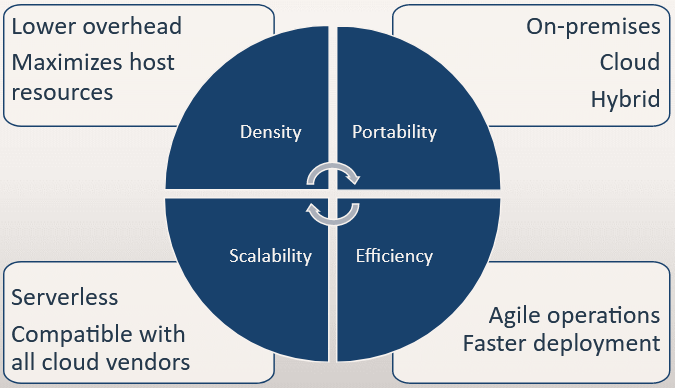 Lower overhead
Maximizes host
resources
On-premises
Cloud
Hybrid
Density
Portability
Scalability
Efficiency
Serverless
Compatible with
all cloud vendors
Agile operations
Faster deployment